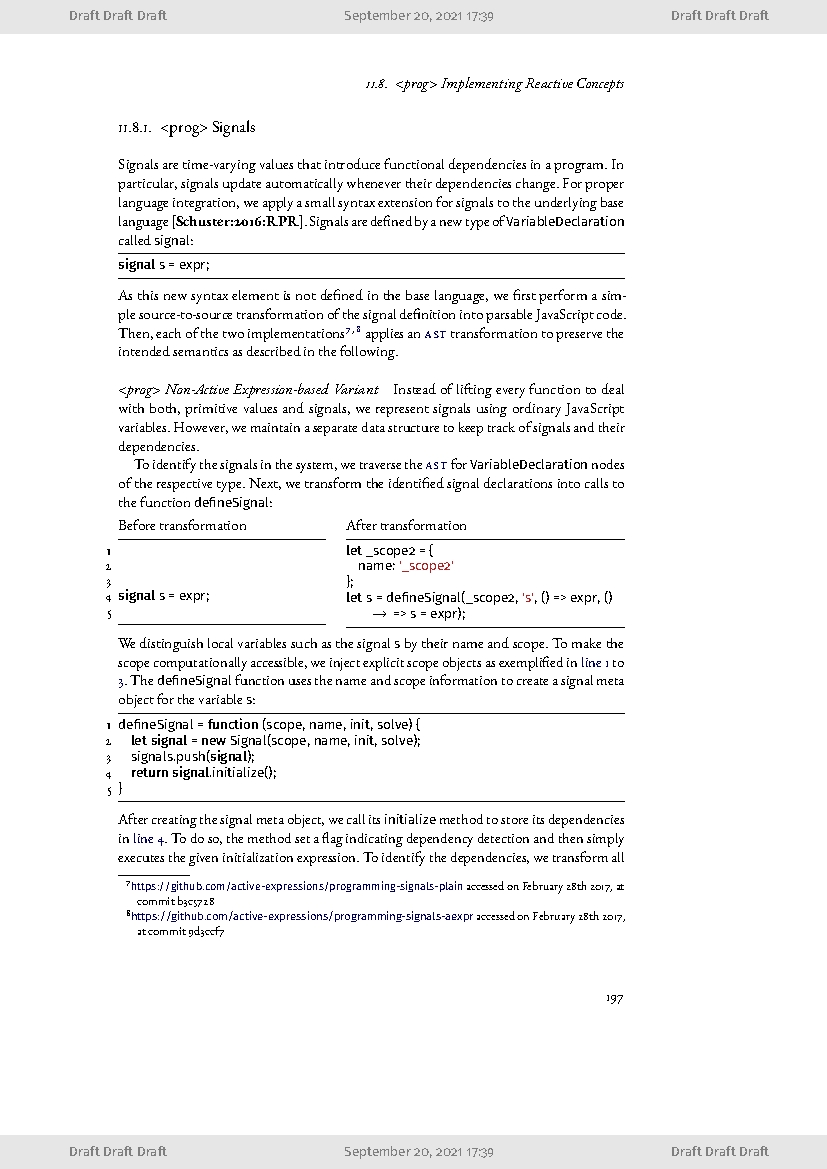 Draft Draft Draft September 20, 2021 17:39 Draft Draft Draft
11.8. <prog> Implementing Reactive Concepts
11.8.1. <prog> Signals
Signals are time-varying values that introduce functional dependencies in a program. In
particular, signals update automatically whenever their dependencies change. For proper
language integration, we apply a small syntax extension for signals to the underlying base
language [Schuster:2016:RPR]. Signals are defined by a new type of VariableDeclaration
called signal:
signal s = expr;
As this new syntax element is not defined in the base language, we first perform a sim-
ple source-to-source transformation of the signal definition into parsable JavaScript code.
Then, each of the two implementations7,8 applies an AST transformation to preserve the
intended semantics as described in the following.
<prog> Non-Active Expression-based Variant Instead of lifting every function to deal
with both, primitive values and signals, we represent signals using ordinary JavaScript
variables. However, we maintain a separate data structure to keep track of signals and their
dependencies.
To identify the signals in the system, we traverse the AST for VariableDeclaration nodes
of the respective type. Next, we transform the identified signal declarations into calls to
the function defineSignal:
Before transformation After transformation
1 let _scope2 = {
2 name: '_scope2'
3 };
4 signal s = expr; let s = defineSignal(_scope2, 's', () => expr, ()
5 → => s = expr);
We distinguish local variables such as the signal s by their name and scope. To make the
scope computationally accessible, we inject explicit scope objects as exemplified in line 1 to
3. The defineSignal function uses the name and scope information to create a signal meta
object for the variable s:
1 defineSignal = function (scope, name, init, solve) {
2 let signal = new Signal(scope, name, init, solve);
3 signals.push(signal);
4 return signal.initialize();
5 }
After creating the signal meta object, we call its initialize method to store its dependencies
in line 4. To do so, the method set a flag indicating dependency detection and then simply
executes the given initialization expression. To identify the dependencies, we transform all
7https://github.com/active-expressions/programming-signals-plain accessed on February 28th 2017, at
commit b3c5728
8https://github.com/active-expressions/programming-signals-aexpr accessed on February 28th 2017,
at commit 9d3ccf7
197
Draft Draft Draft September 20, 2021 17:39 Draft Draft Draft